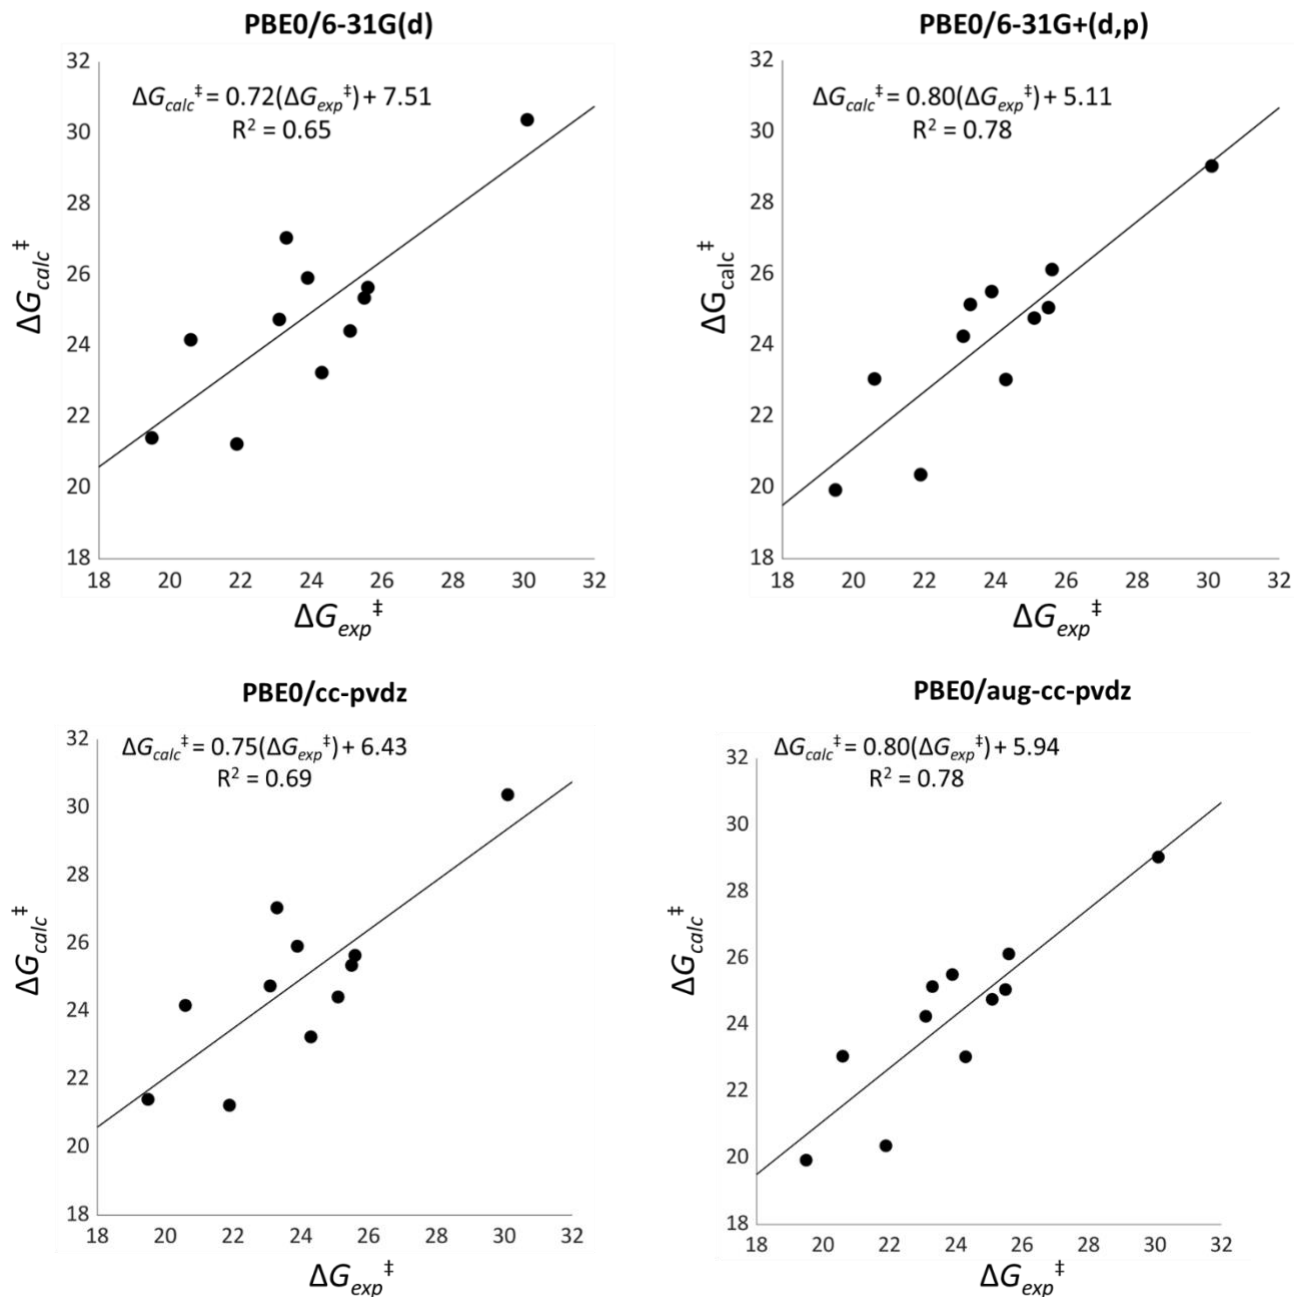 PBE0/6-31G(d)
ΔGcalc‡ = 0.72(ΔGexp‡) + 7.51
R² = 0.65
32
30
28
26
24
22
20
18
ΔGcalc‡
18 20 22 24 26 28 30 32
ΔGexp‡
PBE0/6-31G+(d,p)
ΔGcalc‡ = 0.80(ΔGexp‡) + 5.11
R² = 0.78
32
30
28
26
24
22
20
18
ΔGcalc‡
18 20 22 24 26 28 30 32
ΔGexp‡
PBE0/cc-pvdz
ΔGcalc‡ = 0.75(ΔGexp‡) + 6.43
R² = 0.69
32
30
28
26
24
22
20
18
ΔGcalc‡
18 20 22 24 26 28 30 32
ΔGexp‡
PBE0/aug-cc-pvdz
ΔGcalc‡ = 0.80(ΔGexp‡) + 5.94
R² = 0.78
32
30
28
26
24
22
20
18
ΔGcalc‡
18 20 22 24 26 28 30 32
ΔGexp‡